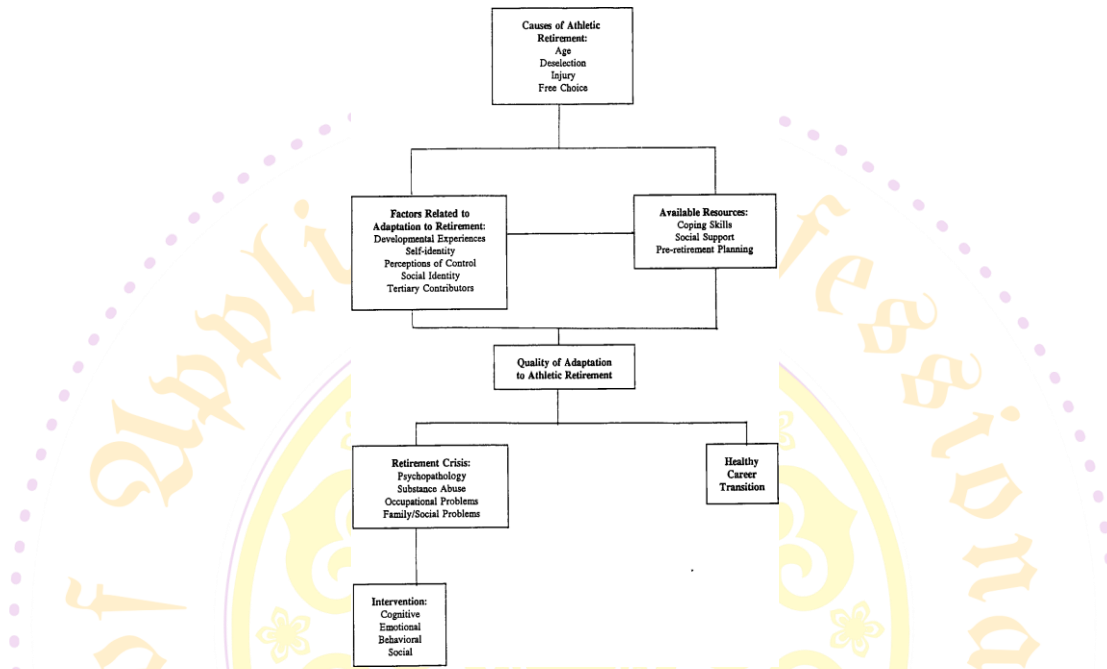 Causes of Athletic
Retirement:
Age
Deselection
Injury
Free Choice
Factors Related to
Adaptation to Retirement:
Developmental Experiences
Self-identity
Perceptions of Control
Social Identity
Tertiary Contributors
Available Resources:
Coping Skills
Social Support
Pre-retirement Planning
Quality of Adaptation
to Athletic Retirement
Retirement Crisis:
Psychopathology
Substance Abuse
Occupational Problems
Family/Social Problems
Healthy
Career
Transition
Intervention:
Cognitive
Emotional
Behavioral
Social
of Appli
fessiona